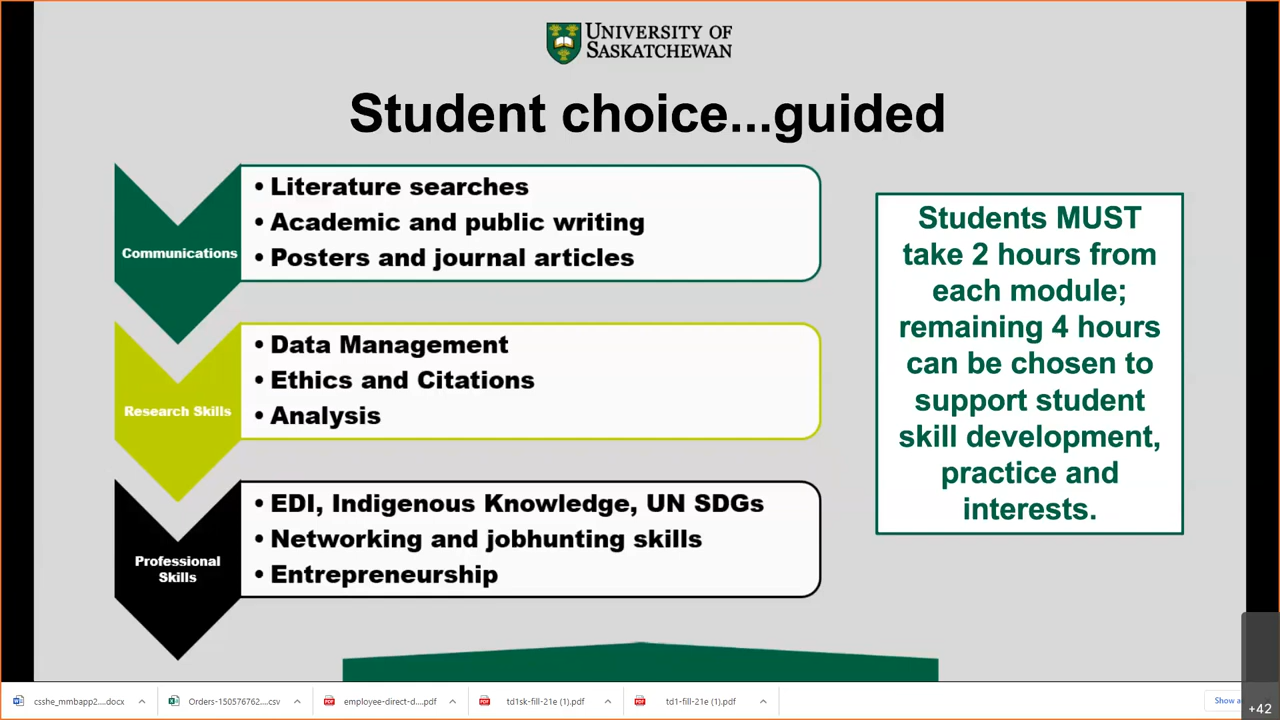 UNIVERSITY OF
SASKATCHEWAN
Student choice...guided
Communications
• Literature searches
• Academic and public writing
• Posters and journal articles
Research Skills
• Data Management
• Ethics and Citations
• Analysis
Professional
Skills
• EDI, Indigenous Knowledge, UN SDGs
• Networking and jobhunting skills
• Entrepreneurship
Students MUST
take 2 hours from
each module;
remaining 4 hours
can be chosen to
support student
skill development,
practice and
interests.
csshe_mmbapp2....docx
Orders-150576762....csv
employee-direct-d....pdf
td1sk-fill-21e (1).pdf
td1-fill-21e (1).pdf
Show
+42